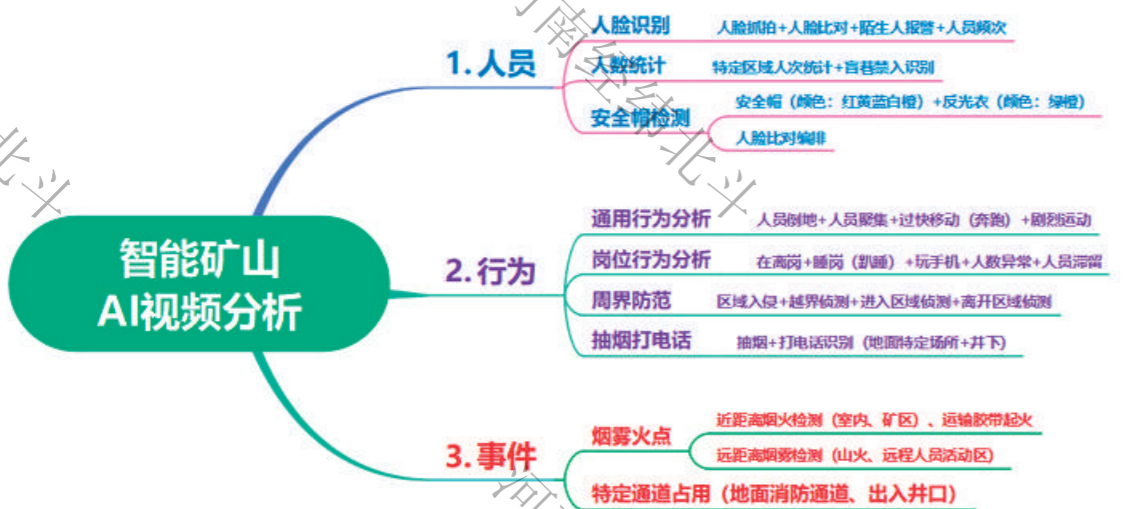 智能矿山
AI视频分析
1.人员
人脸识别
人脸抓拍+人脸比对+陌生人报警+人员频次
人数统计
特定区域人次统计+盲巷禁入识别
安全帽检测
安全帽（颜色：红黄蓝白橙）+反光衣（颜色：绿橙）
人脸比对编排
2.行为
通用行为分析
人员倒地+人员聚集+过快移动（奔跑）+剧烈运动
岗位行为分析
在离岗+睡岗（趴睡）+玩手机+人数异常+人员滞留
周界防范
区域入侵+越界侦测+进入区域侦测+离开区域侦测
抽烟打电话
抽烟+打电话识别（地面特定场所+井下）
3.事件
烟雾火点
近距离烟火检测（室内、矿区）、运输胶带起火
远距离烟雾检测（山火、远程人员活动区）
特定通道占用（地面消防通道、出入井口）
河南经纬北斗
北斗
河